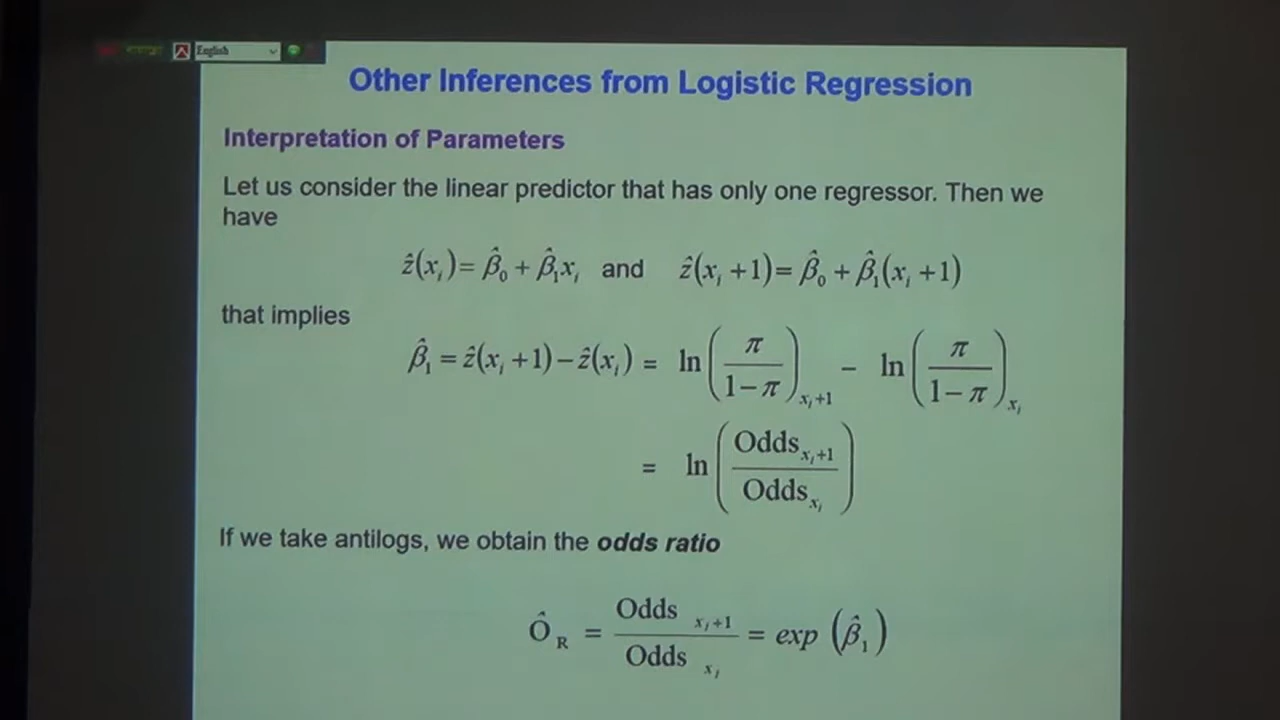 English
Other Inferences from Logistic Regression
Interpretation of Parameters
Let us consider the linear predictor that has only one regressor. Then we
have
ẑ(xᵢ) = β̂₀ + β̂₁xᵢ and ẑ(xᵢ + 1) = β̂₀ + β̂₁(xᵢ + 1)
that implies
β̂₁ = ẑ(xᵢ + 1) − ẑ(xᵢ) = ln(π / (1 − π))ₓᵢ₊₁ − ln(π / (1 − π))ₓᵢ
= ln(Oddsₓᵢ₊₁ / Oddsₓᵢ)
If we take antilogs, we obtain the odds ratio
Ô_R = Odds ₓᵢ₊₁ / Odds ₓᵢ = exp (β̂₁)